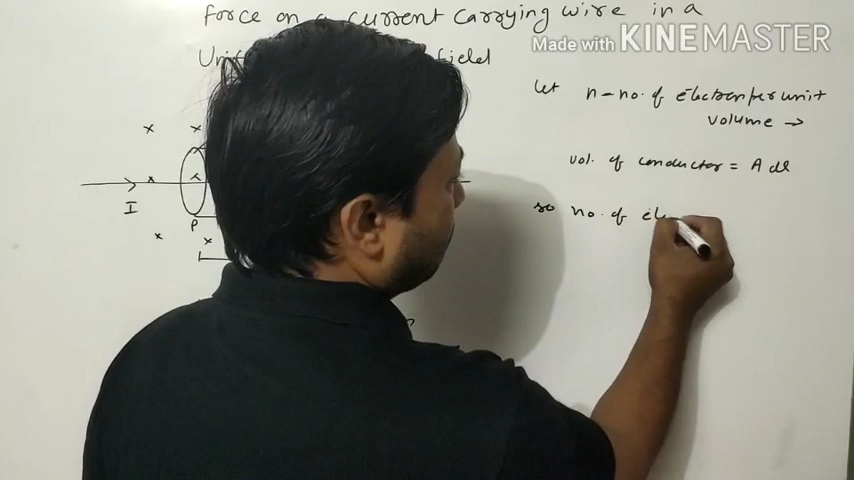 Force on a current carrying wire in a
field
Made with KINEMASTER
let n - no. of electron per unit
volume →
vol. of conductor = A dl
so no. of ele
x x
x x
I
P
x x